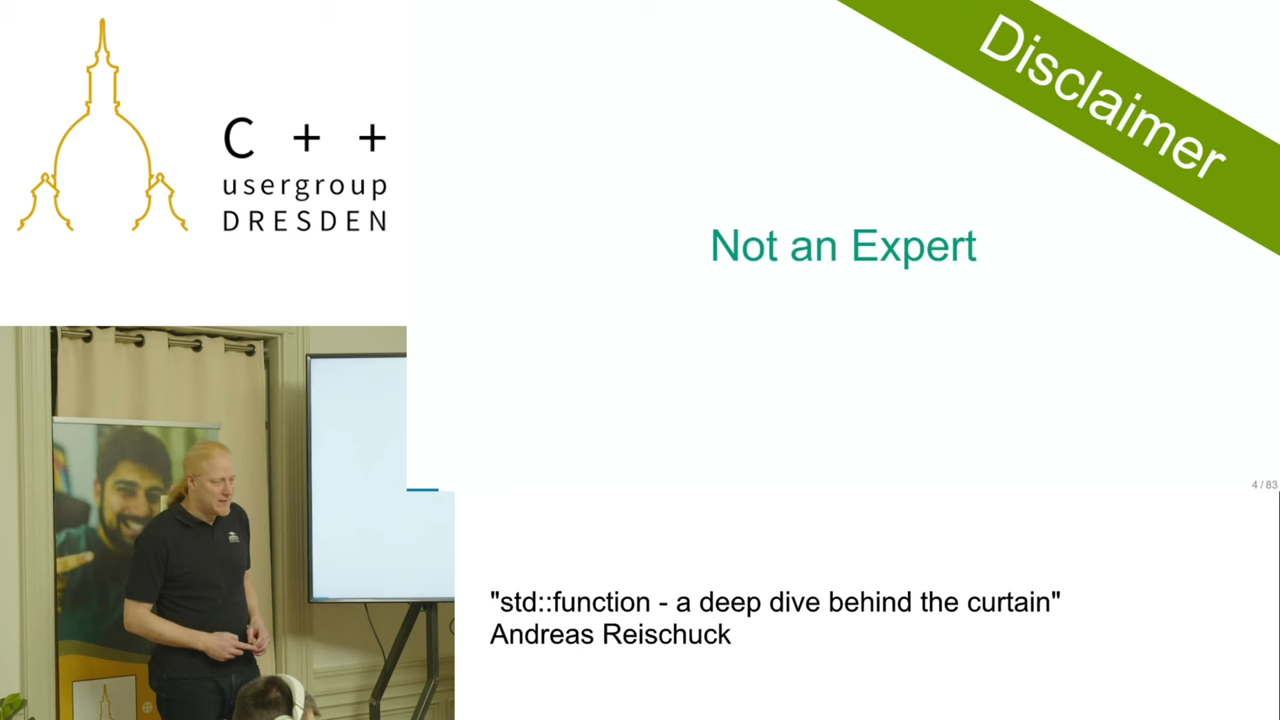 C + +
usergroup
DRESDEN
Disclaimer
Not an Expert
4 / 83
"std::function - a deep dive behind the curtain"
Andreas Reischuck